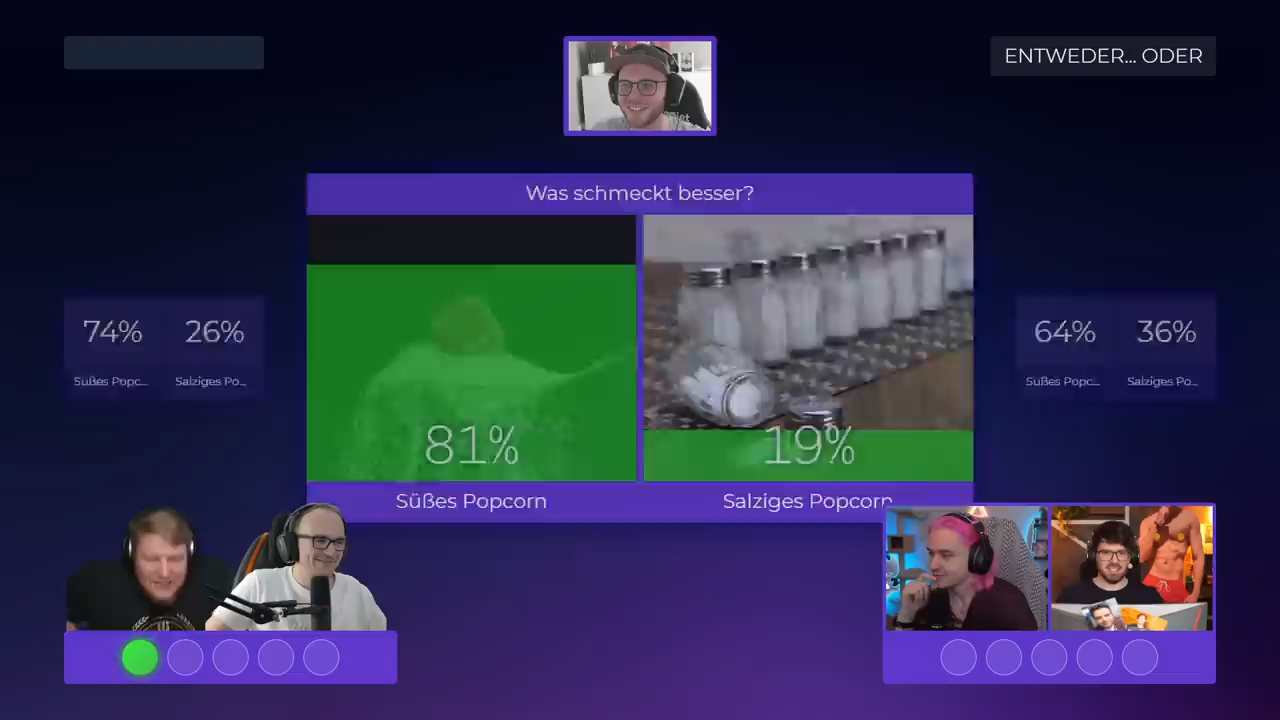 ENTWEDER... ODER
Was schmeckt besser?
74% 26%
Süßes Popc... Salziges Po...
81% 19%
64% 36%
Süßes Popc... Salziges Po...
Süßes Popcorn Salziges Popcorn